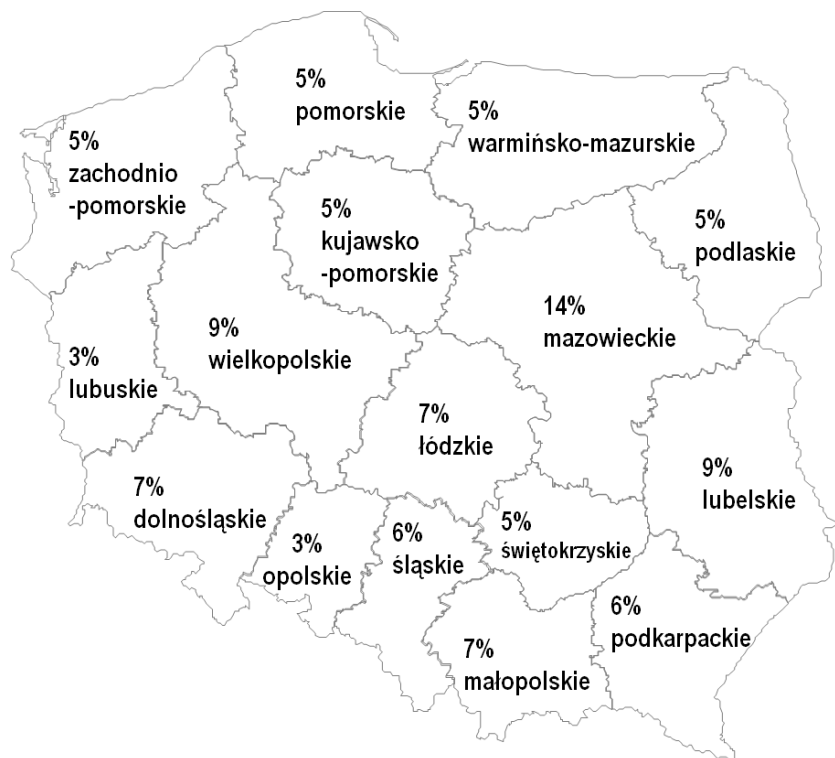 5%
pomorskie
5%
warmińsko-mazurskie
5%
zachodnio
-pomorskie
5%
kujawsko
-pomorskie
5%
podlaskie
14%
mazowieckie
9%
wielkopolskie
3%
lubuskie
7%
łódzkie
9%
lubelskie
7%
dolnośląskie
3%
opolskie
6%
śląskie
5%
świętokrzyskie
6%
podkarpackie
7%
małopolskie